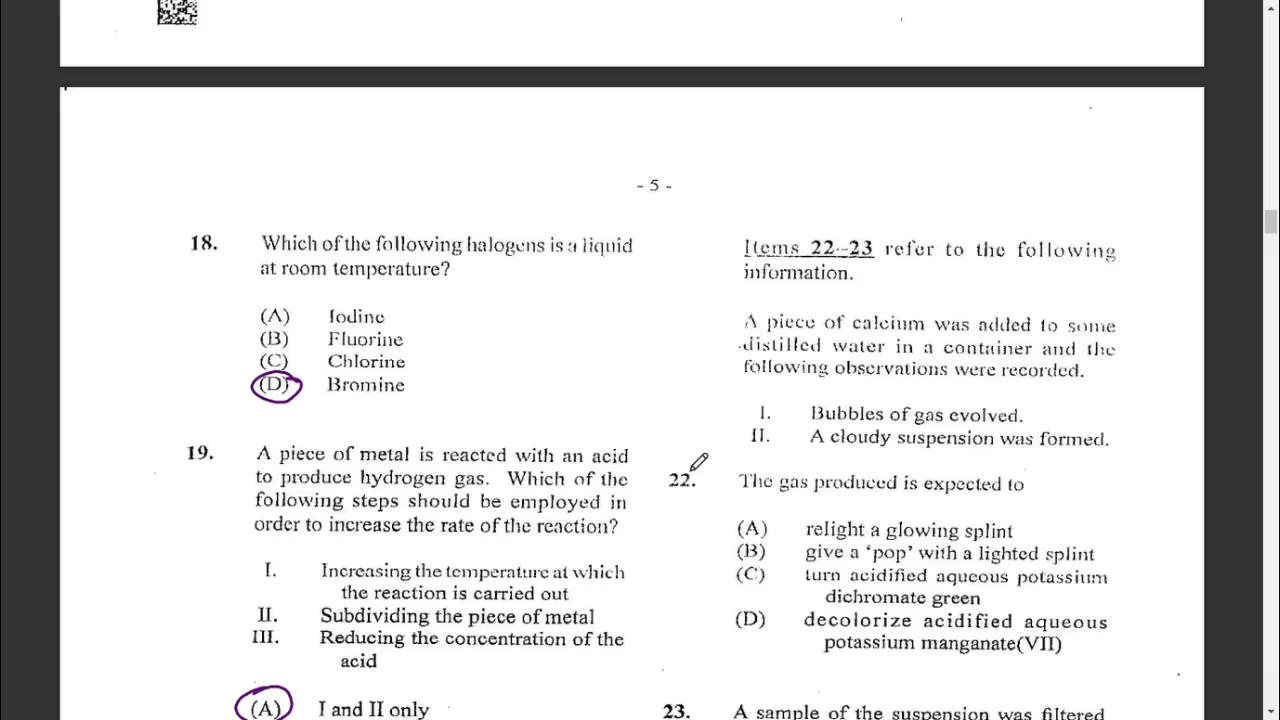 - 5 -
18. Which of the following halogens is a liquid
at room temperature?
(A) Iodine
(B) Fluorine
(C) Chlorine
(D) Bromine
19. A piece of metal is reacted with an acid
to produce hydrogen gas. Which of the
following steps should be employed in
order to increase the rate of the reaction?
I. Increasing the temperature at which
the reaction is carried out
II. Subdividing the piece of metal
III. Reducing the concentration of the
acid
(A) I and II only
Items 22--23 refer to the following
information.
A piece of calcium was added to some
distilled water in a container and the
following observations were recorded.
I. Bubbles of gas evolved.
II. A cloudy suspension was formed.
22. The gas produced is expected to
(A) relight a glowing splint
(B) give a ‘pop’ with a lighted splint
(C) turn acidified aqueous potassium
dichromate green
(D) decolorize acidified aqueous
potassium manganate(VII)
23. A sample of the suspension was filtered